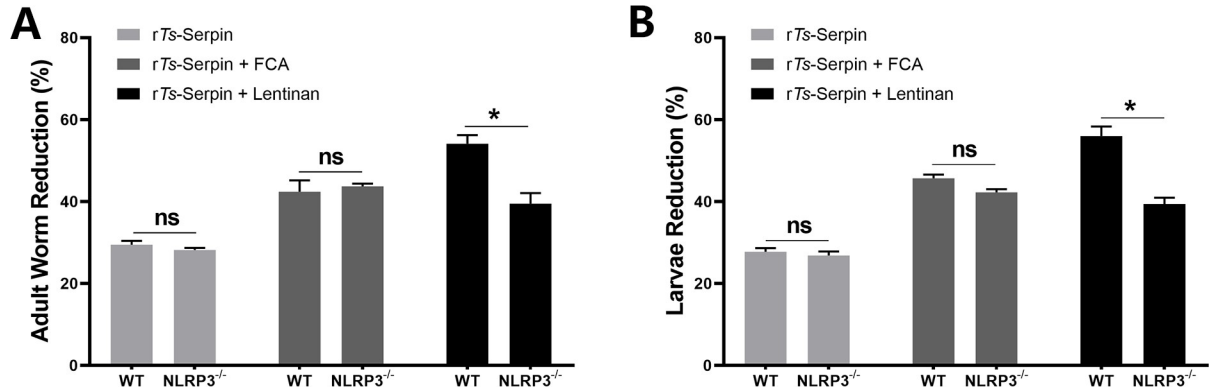 A
Adult Worm Reduction (%)
80
60
40
20
0
rTs-Serpin
rTs-Serpin + FCA
rTs-Serpin + Lentinan
ns
ns
*
WT NLRP3-/- WT NLRP3-/- WT NLRP3-/-
B
Larvae Reduction (%)
80
60
40
20
0
rTs-Serpin
rTs-Serpin + FCA
rTs-Serpin + Lentinan
ns
ns
*
WT NLRP3-/- WT NLRP3-/- WT NLRP3-/-